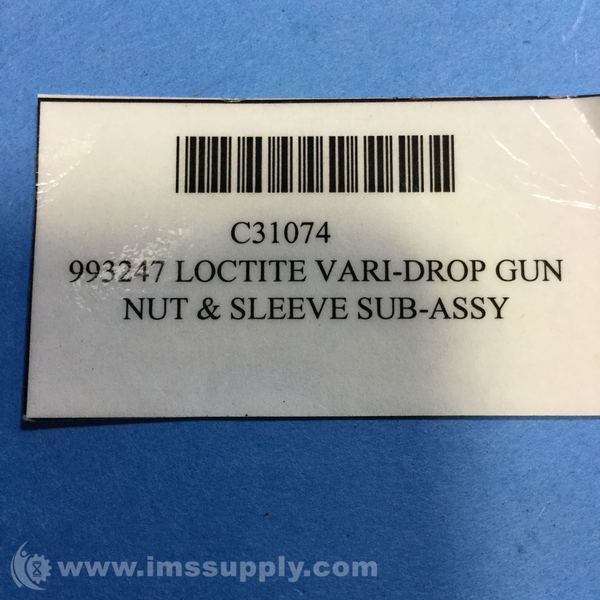 C31074
993247 LOCTITE VARI-DROP GUN
NUT & SLEEVE SUB-ASSY
www.imssupply.com